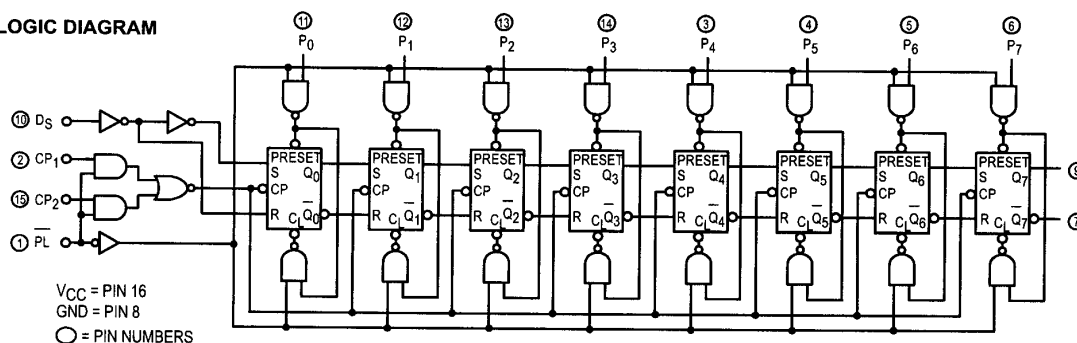 LOGIC DIAGRAM
11 12 13 14 3 4 5 6
P0 P1 P2 P3 P4 P5 P6 P7
10 DS
2 CP1
15 CP2
1 PL
PRESET PRESET PRESET PRESET PRESET PRESET PRESET PRESET
S Q0 S Q1 S Q2 S Q3 S Q4 S Q5 S Q6 S Q7 9
CP CP CP CP CP CP CP CP
R CL Q0 R CL Q1 R CL Q2 R CL Q3 R CL Q4 R CL Q5 R CL Q6 R CL Q7 7
VCC = PIN 16
GND = PIN 8
= PIN NUMBERS